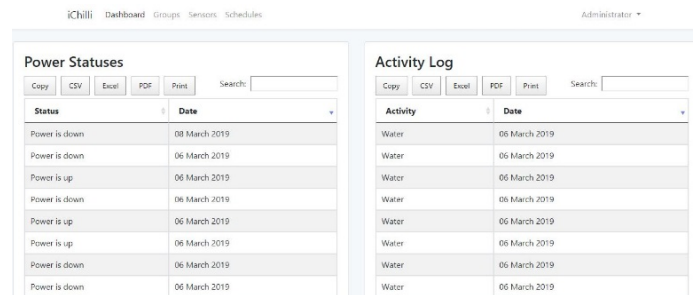 iChilli Dashboard Groups Sensors Schedules Administrator
Power Statuses
Copy CSV Excel PDF Print Search:
Status Date
Power is down 08 March 2019
Power is down 06 March 2019
Power is up 06 March 2019
Power is down 06 March 2019
Power is up 06 March 2019
Power is up 06 March 2019
Power is down 06 March 2019
Power is down 06 March 2019
Activity Log
Copy CSV Excel PDF Print Search:
Activity Date
Water 06 March 2019
Water 06 March 2019
Water 06 March 2019
Water 06 March 2019
Water 06 March 2019
Water 06 March 2019
Water 06 March 2019
Water 06 March 2019